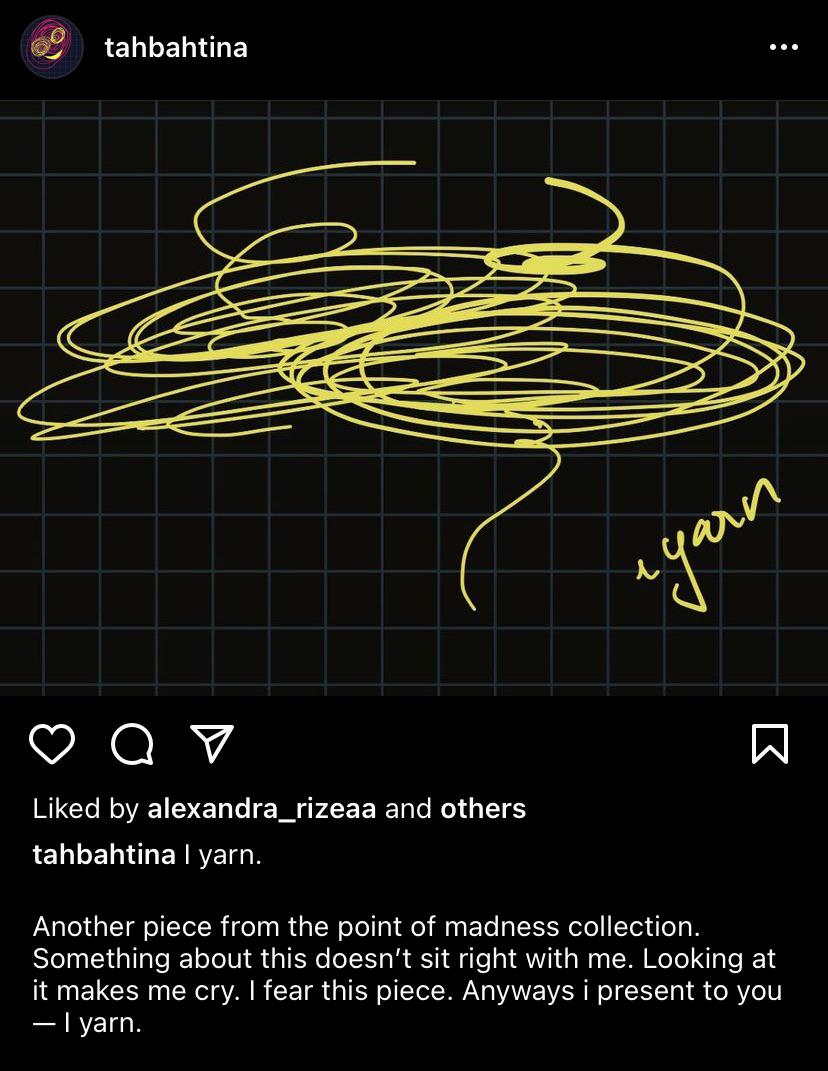 tahbahtina
i yarn
Liked by alexandra_rizeaa and others
tahbahtina I yarn.
Another piece from the point of madness collection.
Something about this doesn’t sit right with me. Looking at
it makes me cry. I fear this piece. Anyways i present to you
— I yarn.